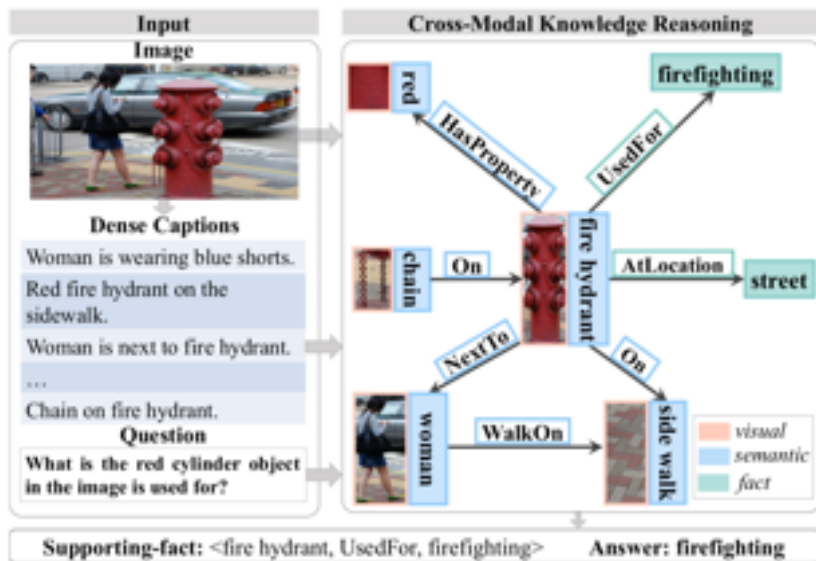 Input
Image
Dense Captions
Woman is wearing blue shorts.
Red fire hydrant on the
sidewalk.
Woman is next to fire hydrant.
...
Chain on fire hydrant.
Question
What is the red cylinder object
in the image is used for?
Cross-Modal Knowledge Reasoning
red
firefighting
HasProperty
UsedFor
chain
On
fire hydrant
AtLocation
street
NextTo
On
woman
WalkOn
side walk
visual
semantic
fact
Supporting-fact: <fire hydrant, UsedFor, firefighting>
Answer: firefighting